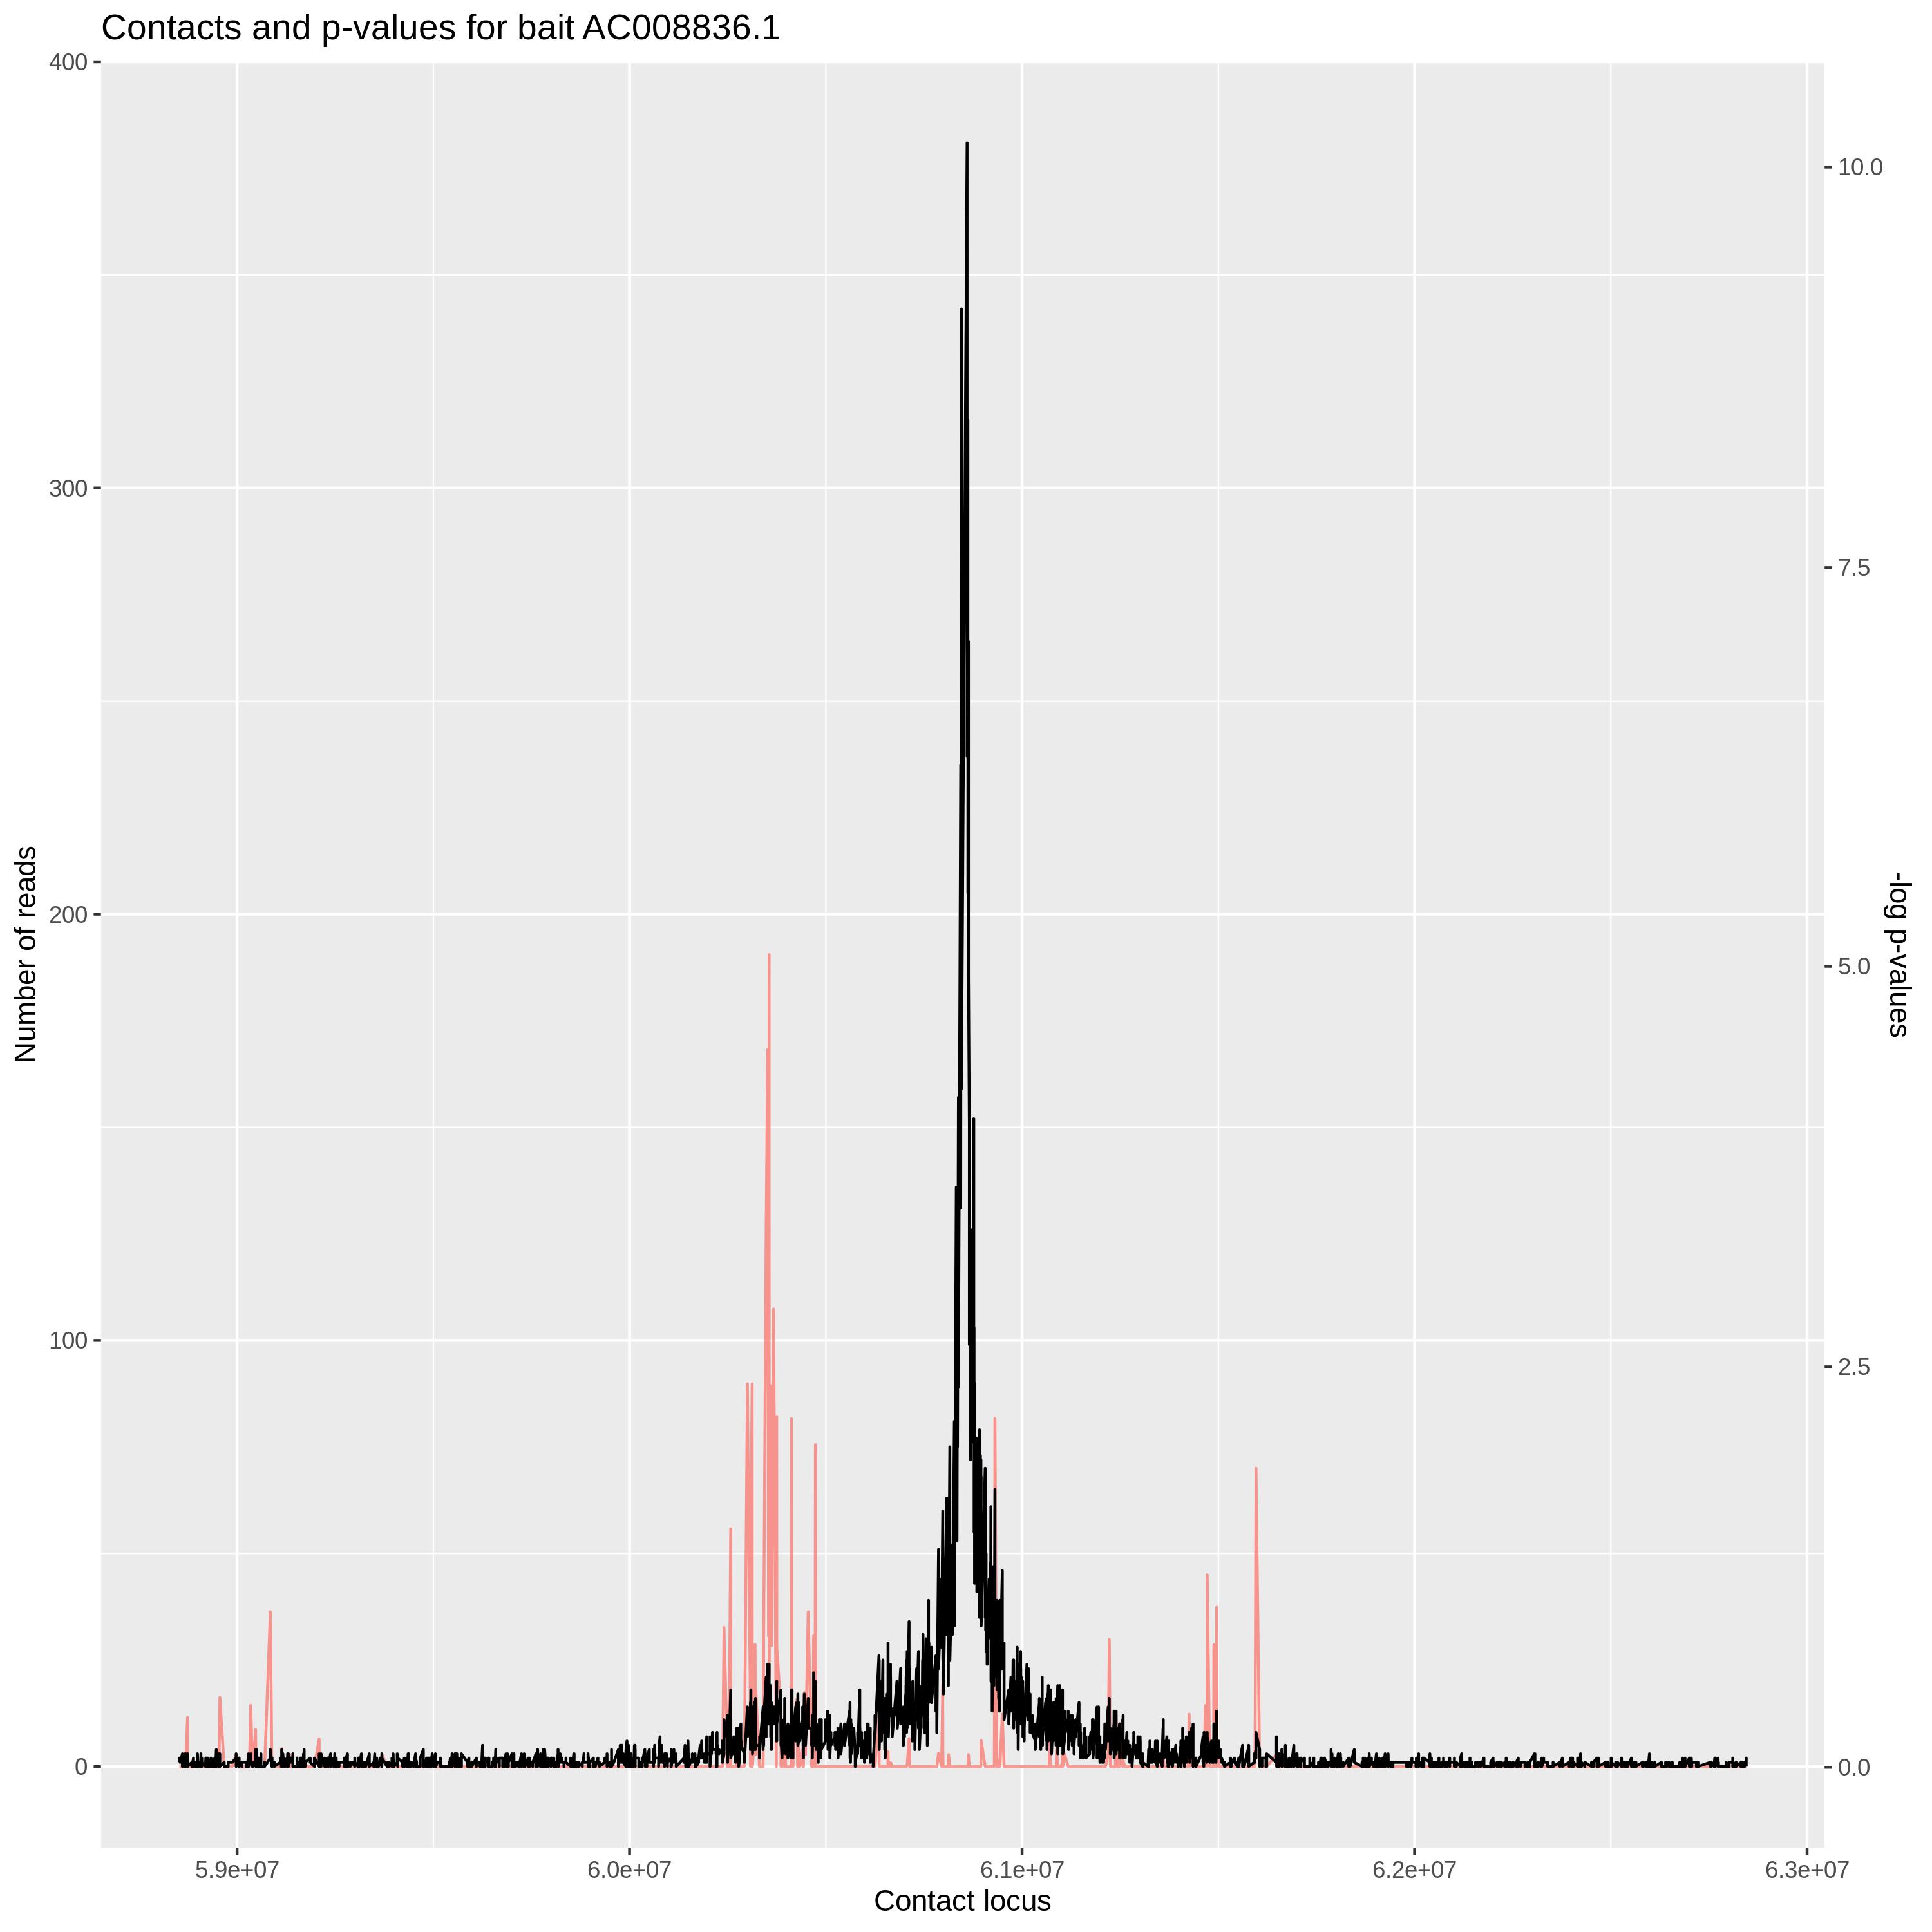 Contacts and p-values for bait AC008836.1
400
300
200
100
0
Number of reads
10.0
7.5
5.0
2.5
0.0
-log p-values
5.9e+07
6.0e+07
6.1e+07
6.2e+07
6.3e+07
Contact locus